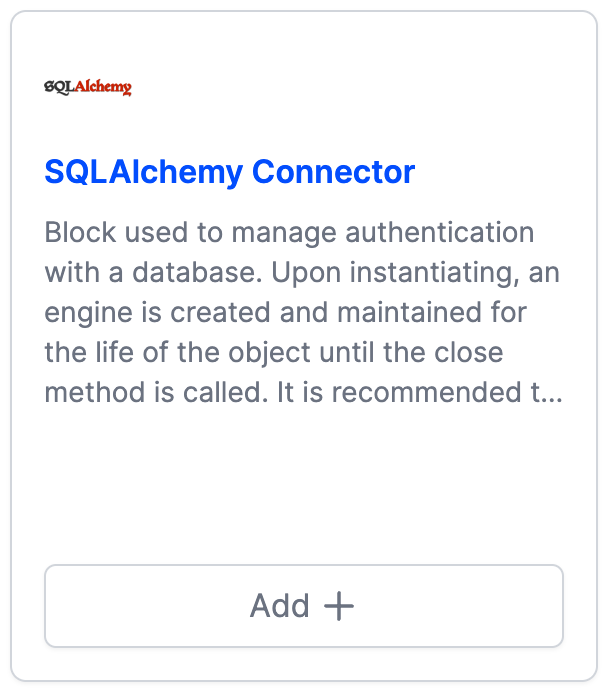 SQLAlchemy
SQLAlchemy Connector
Block used to manage authentication
with a database. Upon instantiating, an
engine is created and maintained for
the life of the object until the close
method is called. It is recommended t...
Add +